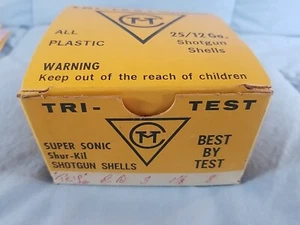 ALL
PLASTIC
25/12 Ga.
Shotgun
Shells
WARNING
Keep out of the reach of children
TRI- TEST
SUPER SONIC
Shur-Kil
SHOTGUN SHELLS
BEST
BY
TEST